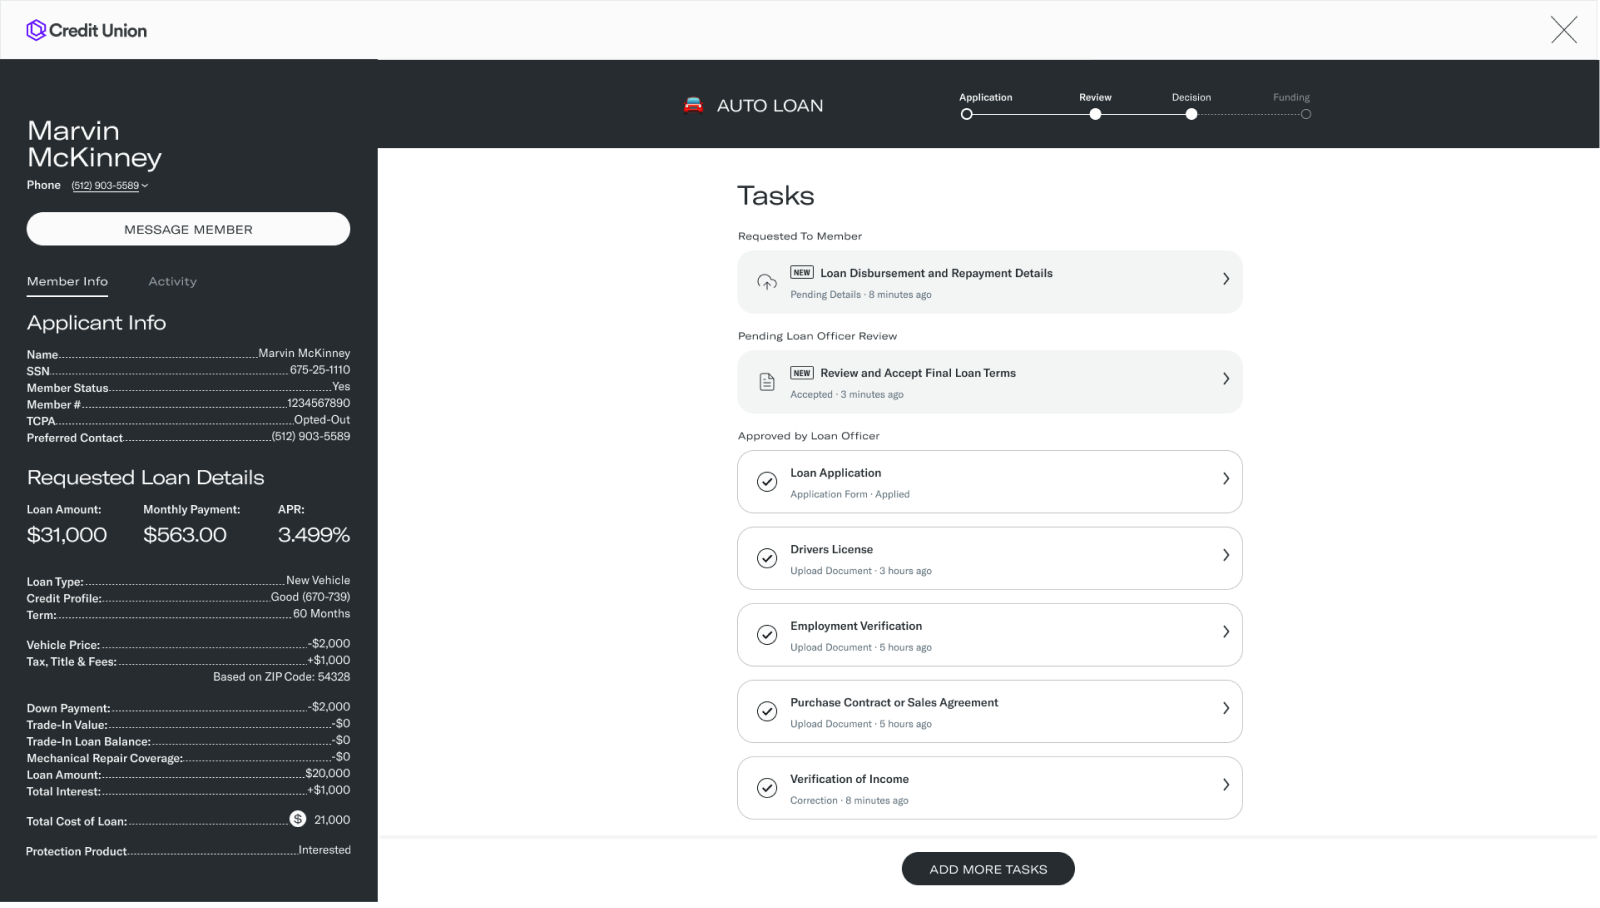 Credit Union
AUTO LOAN
Application
Review
Decision
Funding
Marvin
McKinney
Phone (512) 903-5589
MESSAGE MEMBER
Member Info
Activity
Applicant Info
Name Marvin McKinney
SSN 675-25-1110
Member Status Yes
Member # 1234567890
TCPA Opted-Out
Preferred Contact (512) 903-5589
Requested Loan Details
Loan Amount: Monthly Payment: APR:
$31,000 $563.00 3.499%
Loan Type: New Vehicle
Credit Profile: Good (670-739)
Term: 60 Months
Vehicle Price: -$2,000
Tax, Title & Fees: +$1,000
Based on ZIP Code: 54328
Down Payment: -$2,000
Trade-In Value: -$0
Trade-In Loan Balance: -$0
Mechanical Repair Coverage: -$0
Loan Amount: $20,000
Total Interest: +$1,000
Total Cost of Loan: $ 21,000
Protection Product Interested
Tasks
Requested To Member
NEW Loan Disbursement and Repayment Details
Pending Details · 8 minutes ago
Pending Loan Officer Review
NEW Review and Accept Final Loan Terms
Accepted · 3 minutes ago
Approved by Loan Officer
Loan Application
Application Form · Applied
Drivers License
Upload Document · 3 hours ago
Employment Verification
Upload Document · 5 hours ago
Purchase Contract or Sales Agreement
Upload Document · 5 hours ago
Verification of Income
Correction · 8 minutes ago
ADD MORE TASKS